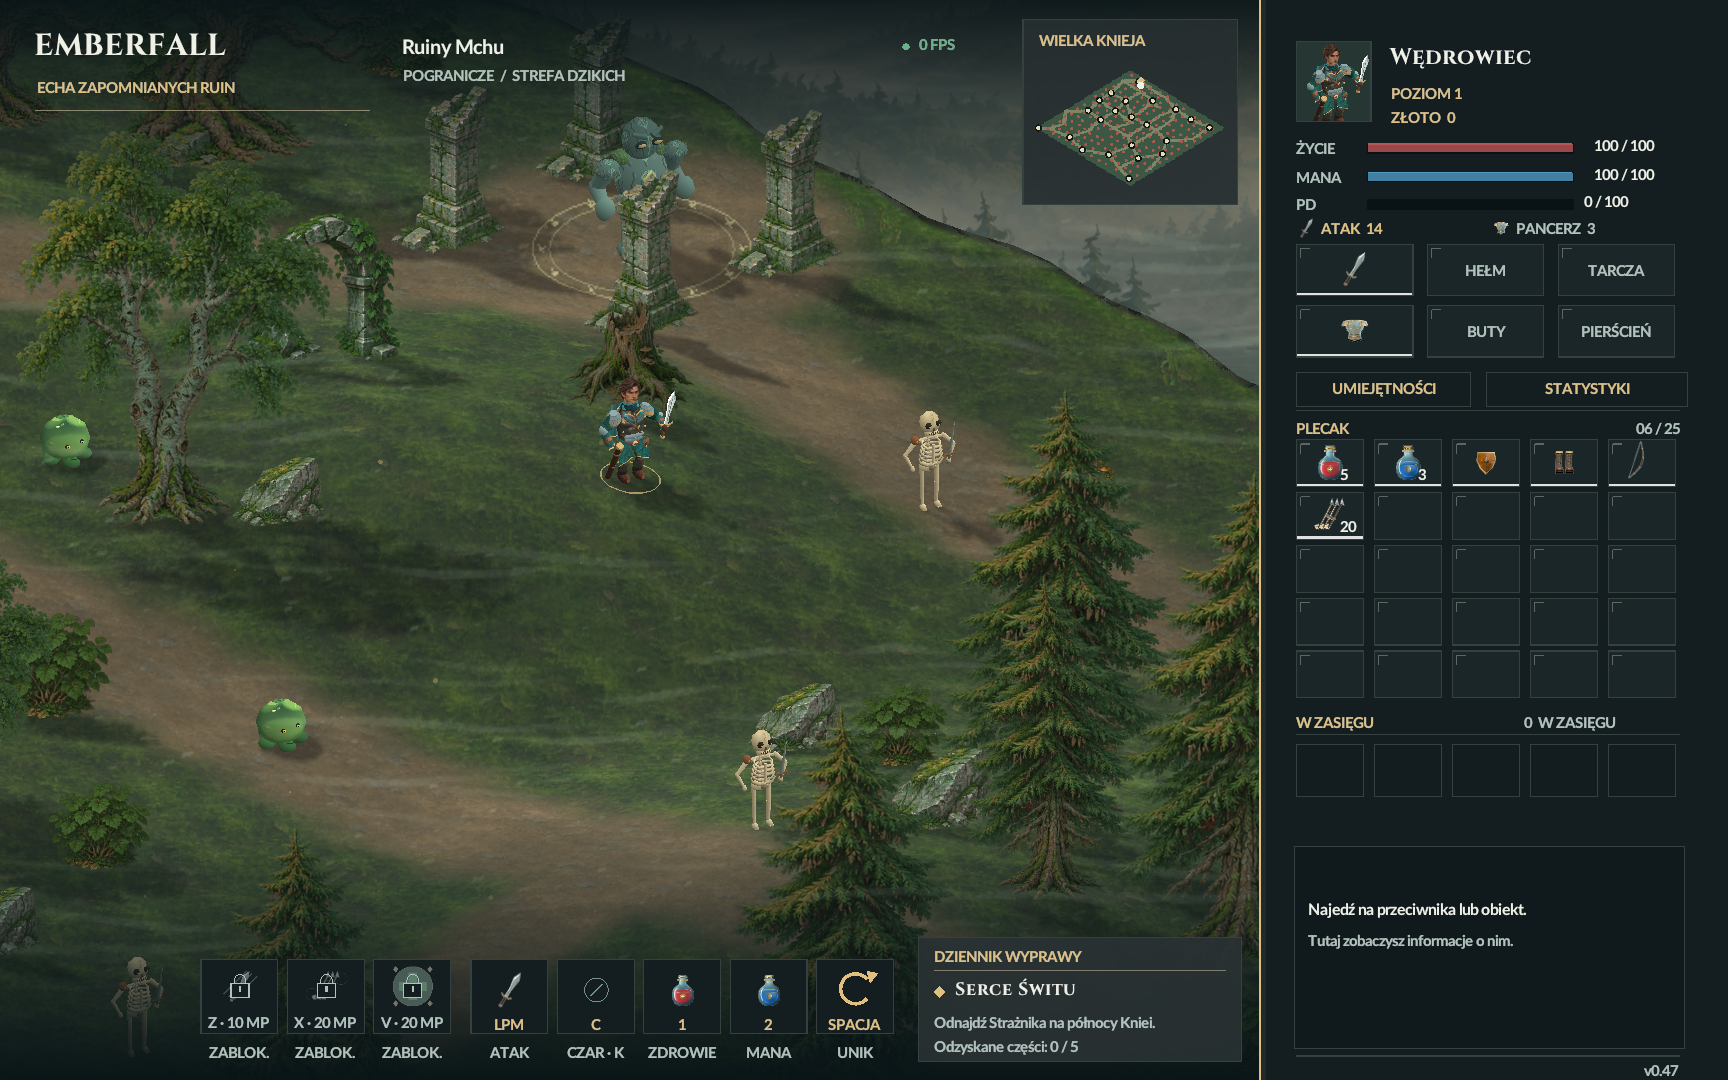 EMBERFALL
ECHA ZAPOMNIANYCH RUIN
Ruiny Mchu
POGRANICZE / STREFA DZIKICH
0 FPS
WIELKA KNIEJA
WĘDROWIEC
POZIOM 1
ZŁOTO 0
ŻYCIE 100 / 100
MANA 100 / 100
PD 0 / 100
ATAK 14 PANCERZ 3
HEŁM TARCZA
BUTY PIERŚCIEŃ
UMIEJĘTNOŚCI STATYSTYKI
PLECAK 06 / 25
5 3
20
W ZASIĘGU 0 W ZASIĘGU
Najedź na przeciwnika lub obiekt.
Tutaj zobaczysz informacje o nim.
v0.47
Z · 10 MP X · 20 MP V · 20 MP LPM C 1 2 SPACJA
ZABLOK. ZABLOK. ZABLOK. ATAK CZAR · K ZDROWIE MANA UNIK
DZIENNIK WYPRAWY
SERCE ŚWITU
Odnajdź Strażnika na północy Kniei.
Odzyskane części: 0 / 5